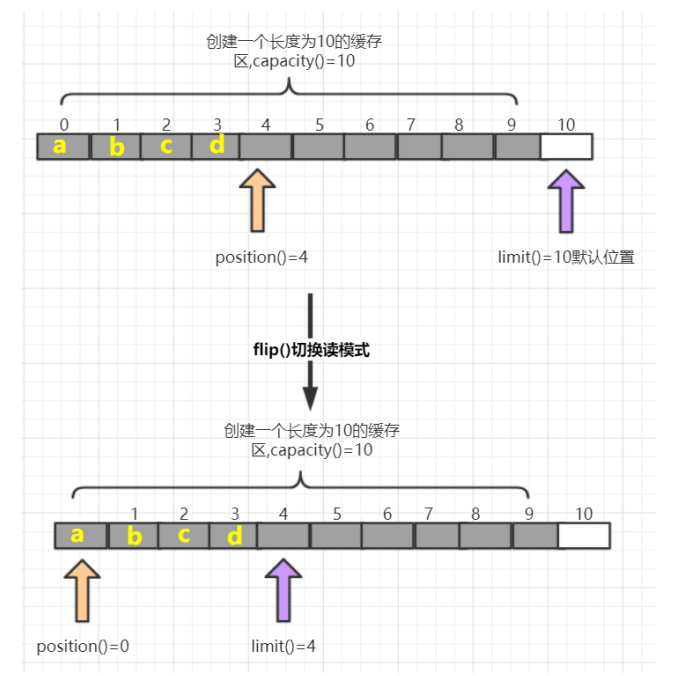 创建一个长度为10的缓存
区,capacity()=10
0 1 2 3 4 5 6 7 8 9 10
a b c d
position()=4 limit()=10默认位置
flip()切换读模式
创建一个长度为10的缓存
区,capacity()=10
1 2 3 4 5 6 7 8 9 10
a b c d
position()=0 limit()=4